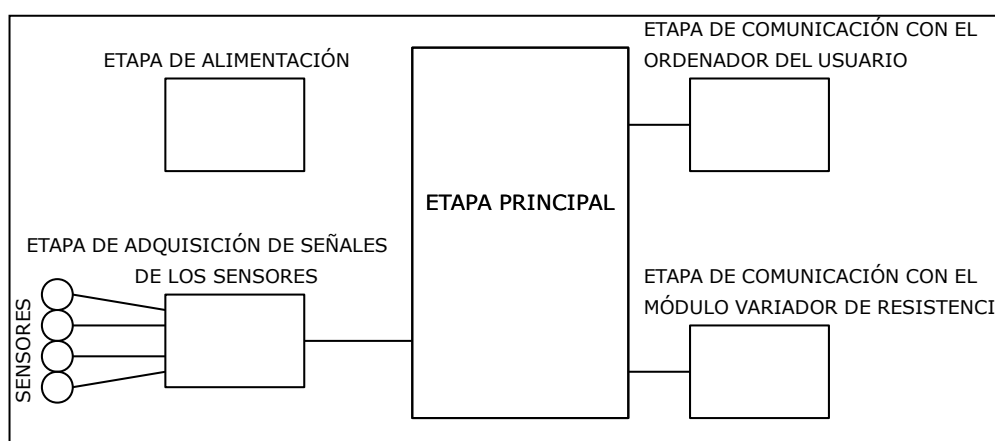 ETAPA DE ALIMENTACIÓN
ETAPA DE COMUNICACIÓN CON EL
ORDENADOR DEL USUARIO
ETAPA PRINCIPAL
ETAPA DE ADQUISICIÓN DE SEÑALES
DE LOS SENSORES
SENSORES
ETAPA DE COMUNICACIÓN CON EL
MÓDULO VARIADOR DE RESISTENCI